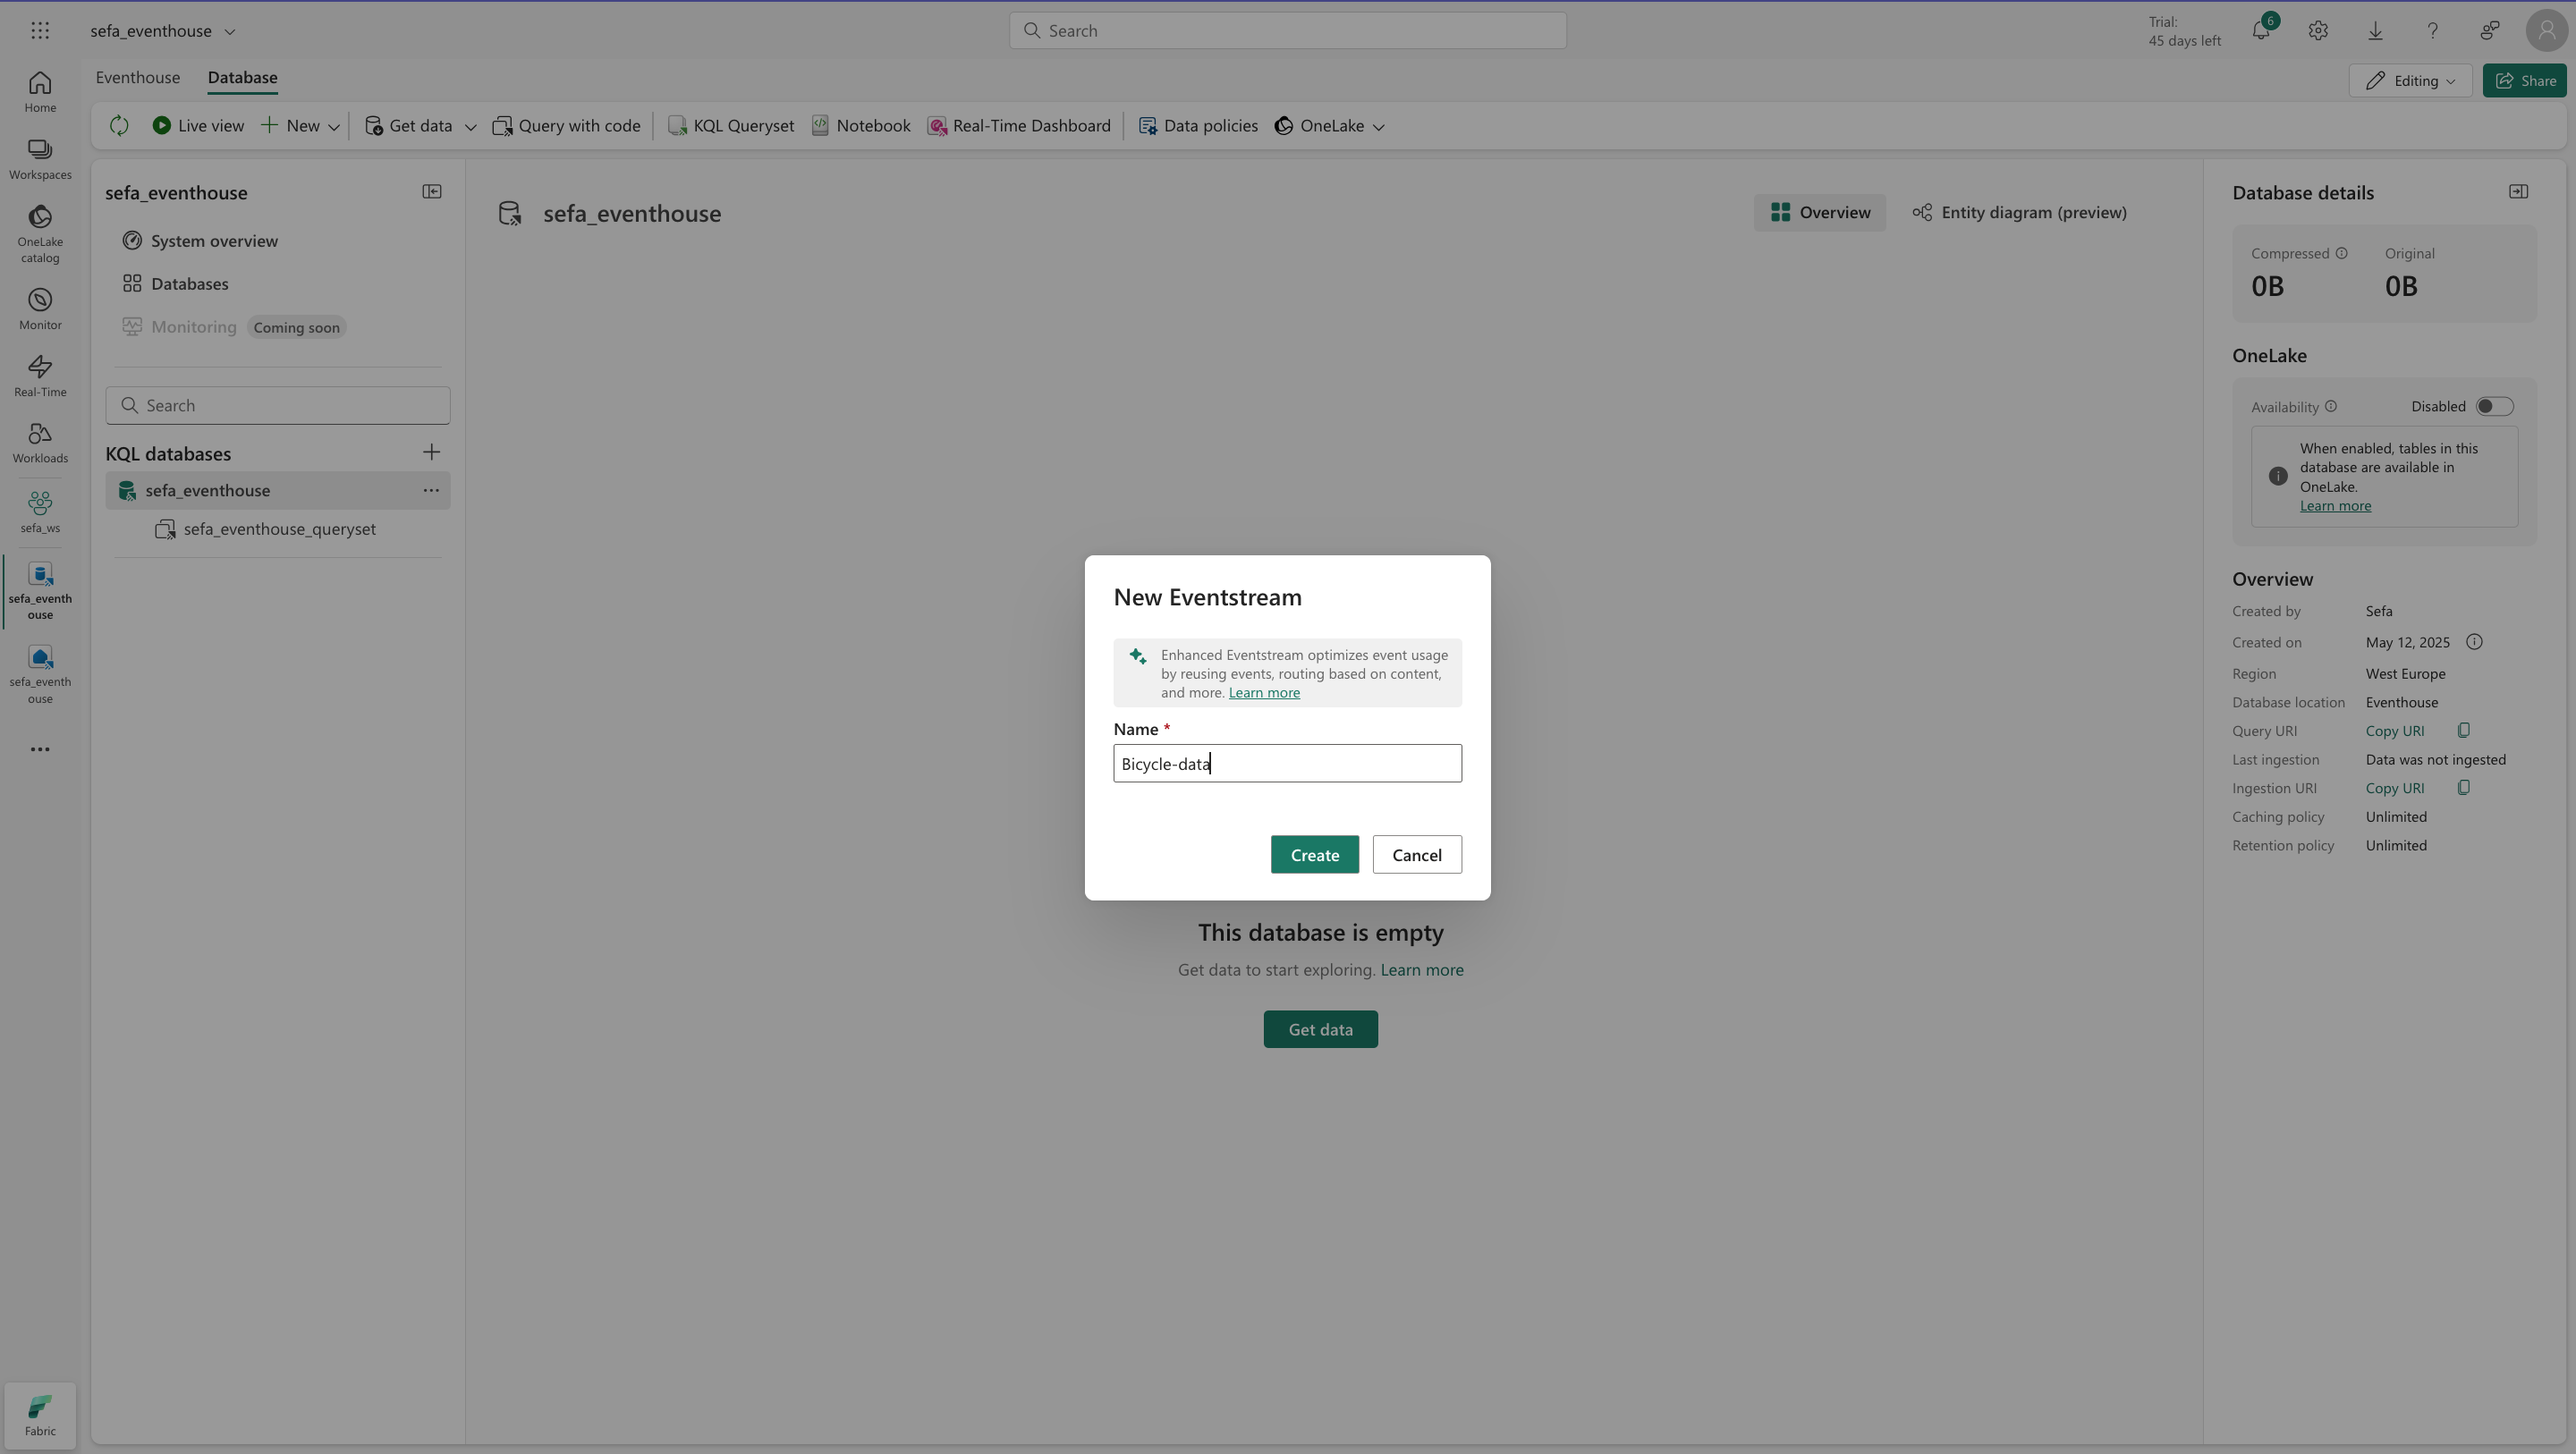 sefa_eventhouse
Search
Trial:
45 days left
6
Home
Workspaces
OneLake
catalog
Monitor
Real-Time
Workloads
sefa_ws
sefa_eventh
ouse
sefa_eventh
ouse
Fabric
Eventhouse
Database
Editing
Share
Live view
New
Get data
Query with code
KQL Queryset
Notebook
Real-Time Dashboard
Data policies
OneLake
sefa_eventhouse
System overview
Databases
Monitoring
Coming soon
Search
KQL databases
sefa_eventhouse
sefa_eventhouse_queryset
sefa_eventhouse
Overview
Entity diagram (preview)
New Eventstream
Enhanced Eventstream optimizes event usage
by reusing events, routing based on content,
and more. Learn more
Name *
Bicycle-data
Create
Cancel
This database is empty
Get data to start exploring. Learn more
Get data
Database details
Compressed
Original
0B
0B
OneLake
Availability
Disabled
When enabled, tables in this
database are available in
OneLake.
Learn more
Overview
Created by Sefa
Created on May 12, 2025
Region West Europe
Database location Eventhouse
Query URI Copy URI
Last ingestion Data was not ingested
Ingestion URI Copy URI
Caching policy Unlimited
Retention policy Unlimited